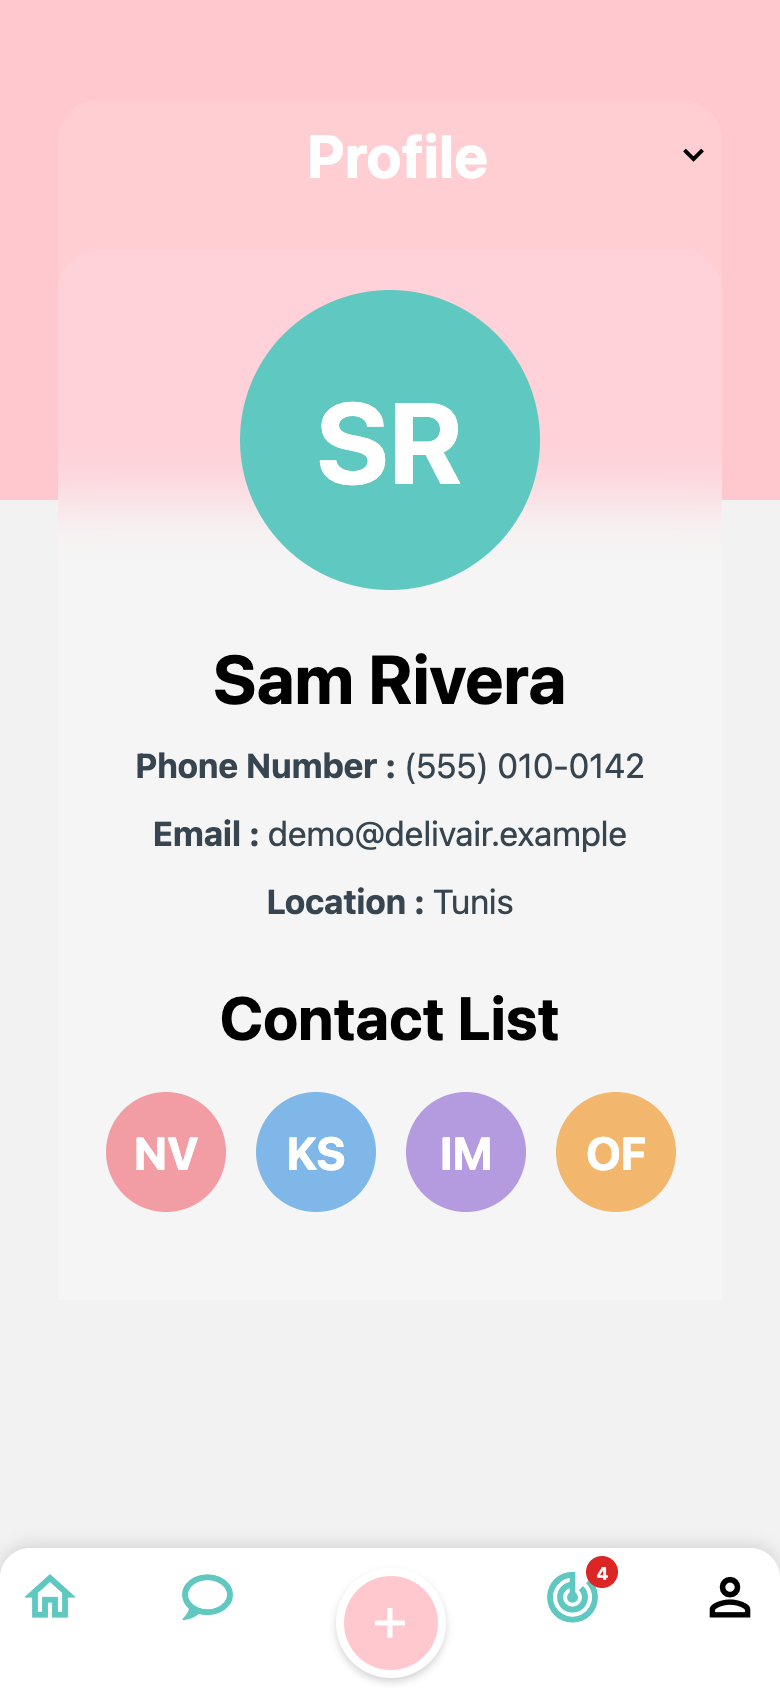 Profile
SR
Sam Rivera
Phone Number : (555) 010-0142
Email : demo@delivair.example
Location : Tunis
Contact List
NV KS IM OF
4